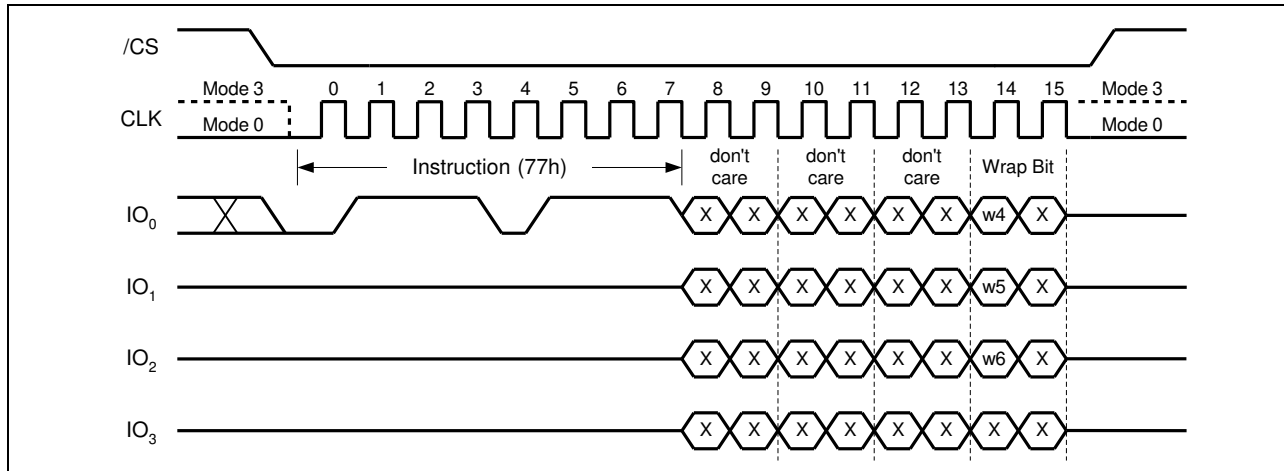 /CS
Mode 3 0 1 2 3 4 5 6 7 8 9 10 11 12 13 14 15 Mode 3
CLK
Mode 0 Mode 0
Instruction (77h) don't care don't care don't care Wrap Bit
IO0 X X X X X X w4 X
IO1 X X X X X X w5 X
IO2 X X X X X X w6 X
IO3 X X X X X X X X